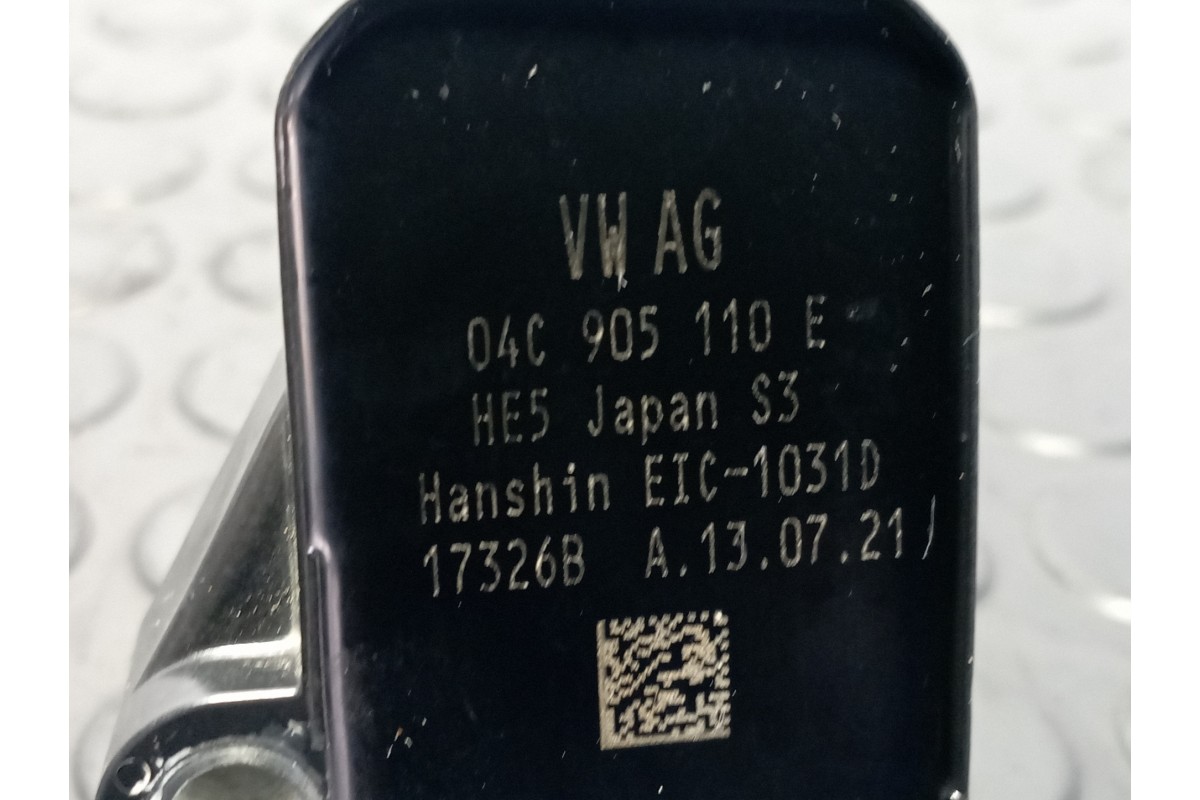 VW AG
04C 905 110 E
HE5 Japan S3
Hanshin EIC-1031D
17326B A.13.07.21